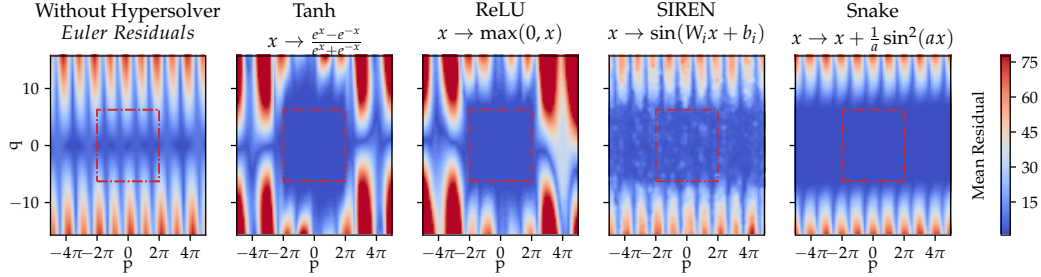 Without Hypersolver
Euler Residuals
Tanh
x → \frac{e^x − e^{−x}}{e^x + e^{−x}}
ReLU
x → max(0, x)
SIREN
x → sin(W_i x + b_i)
Snake
x → x + \frac{1}{a} sin²(ax)
q
10
0
−10
−4π −2π 0 2π 4π
p
−4π −2π 0 2π 4π
p
−4π −2π 0 2π 4π
p
−4π −2π 0 2π 4π
p
−4π −2π 0 2π 4π
p
75
60
45
30
15
Mean Residual